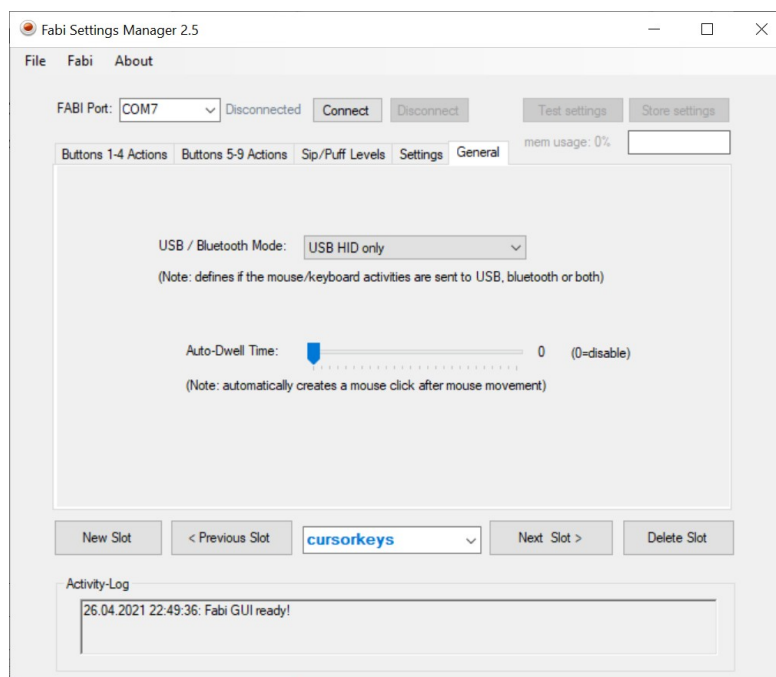 Fabi Settings Manager 2.5
File Fabi About
FABI Port: COM7 Disconnected Connect Disconnect Test settings Store settings
mem usage: 0%
Buttons 1-4 Actions Buttons 5-9 Actions Sip/Puff Levels Settings General
USB / Bluetooth Mode: USB HID only
(Note: defines if the mouse/keyboard activities are sent to USB, bluetooth or both)
Auto-Dwell Time: 0 (0=disable)
(Note: automatically creates a mouse click after mouse movement)
New Slot < Previous Slot cursorkeys Next Slot > Delete Slot
Activity-Log
26.04.2021 22:49:36: Fabi GUI ready!